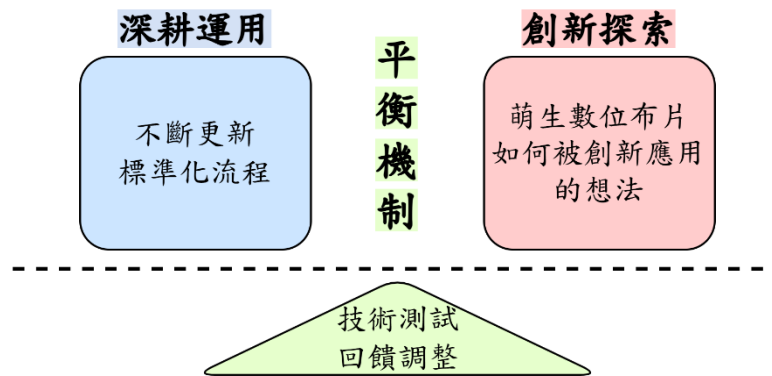 深耕運用
不斷更新
標準化流程
平
衡
機
制
創新探索
萌生數位布片
如何被創新應用
的想法
技術測試
回饋調整